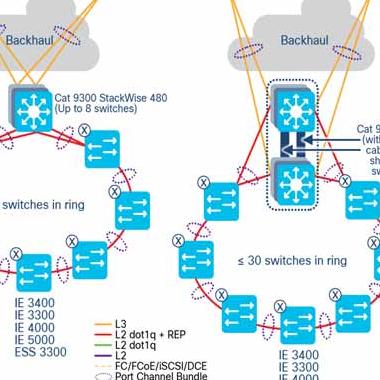 Backhaul
Backhaul
Cat 9300 StackWise 480
(Up to 8 switches)
X
X
X
X
switches in ring
IE 3400
IE 3300
IE 4000
IE 5000
ESS 3300
L3
L2 dot1q + REP
L2 dot1q
L2
FC/FCoE/iSCSI/DCE
Port Channel Bundle
Cat 9
(wit
cab
sh
sw
X
X
X
X
X
X
≤ 30 switches in ring
IE 3400
IE 3300
IE 4000